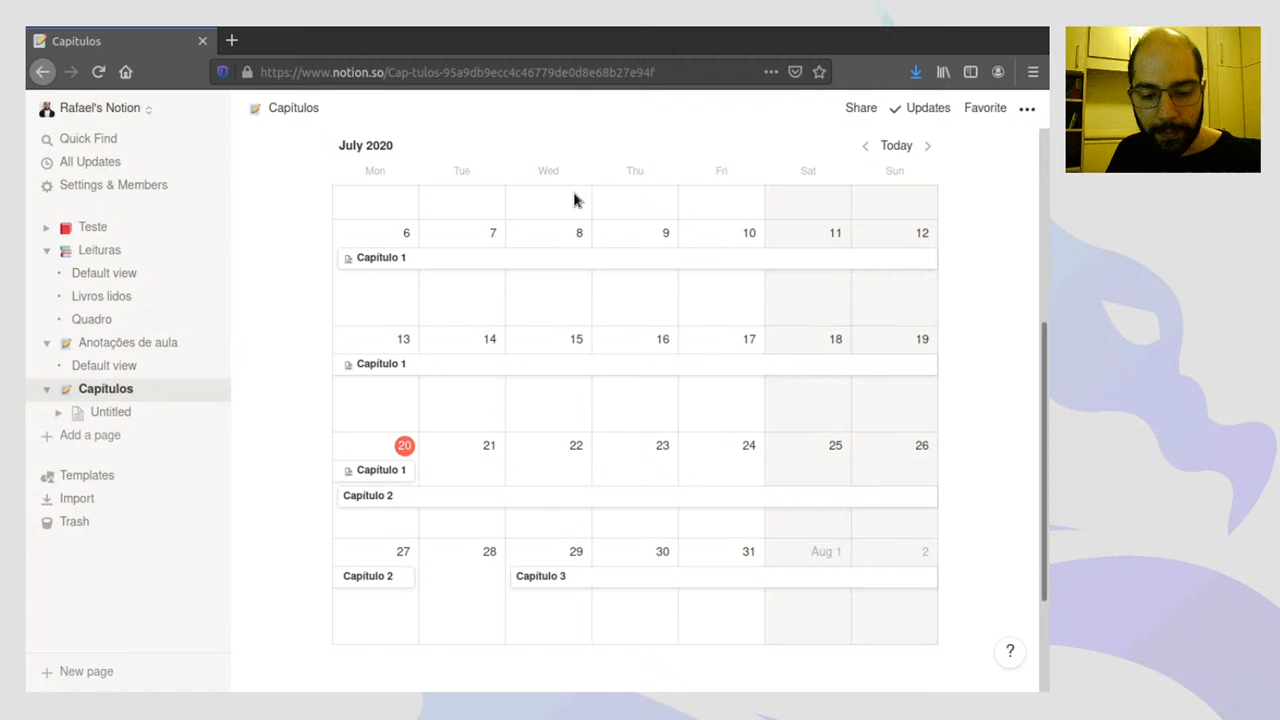 Capítulos
https://www.notion.so/Cap-tulos-95a9db9ecc4c46779de0d8e68b27e94f
Rafael's Notion
Quick Find
All Updates
Settings & Members
Teste
Leituras
Default view
Livros lidos
Quadro
Anotações de aula
Default view
Capítulos
Untitled
Add a page
Templates
Import
Trash
New page
Capítulos
Share
Updates
Favorite
July 2020
Today
Mon Tue Wed Thu Fri Sat Sun
6 7 8 9 10 11 12
Capítulo 1
13 14 15 16 17 18 19
Capítulo 1
20 21 22 23 24 25 26
Capítulo 1
Capítulo 2
27 28 29 30 31 Aug 1 2
Capítulo 2 Capítulo 3
?